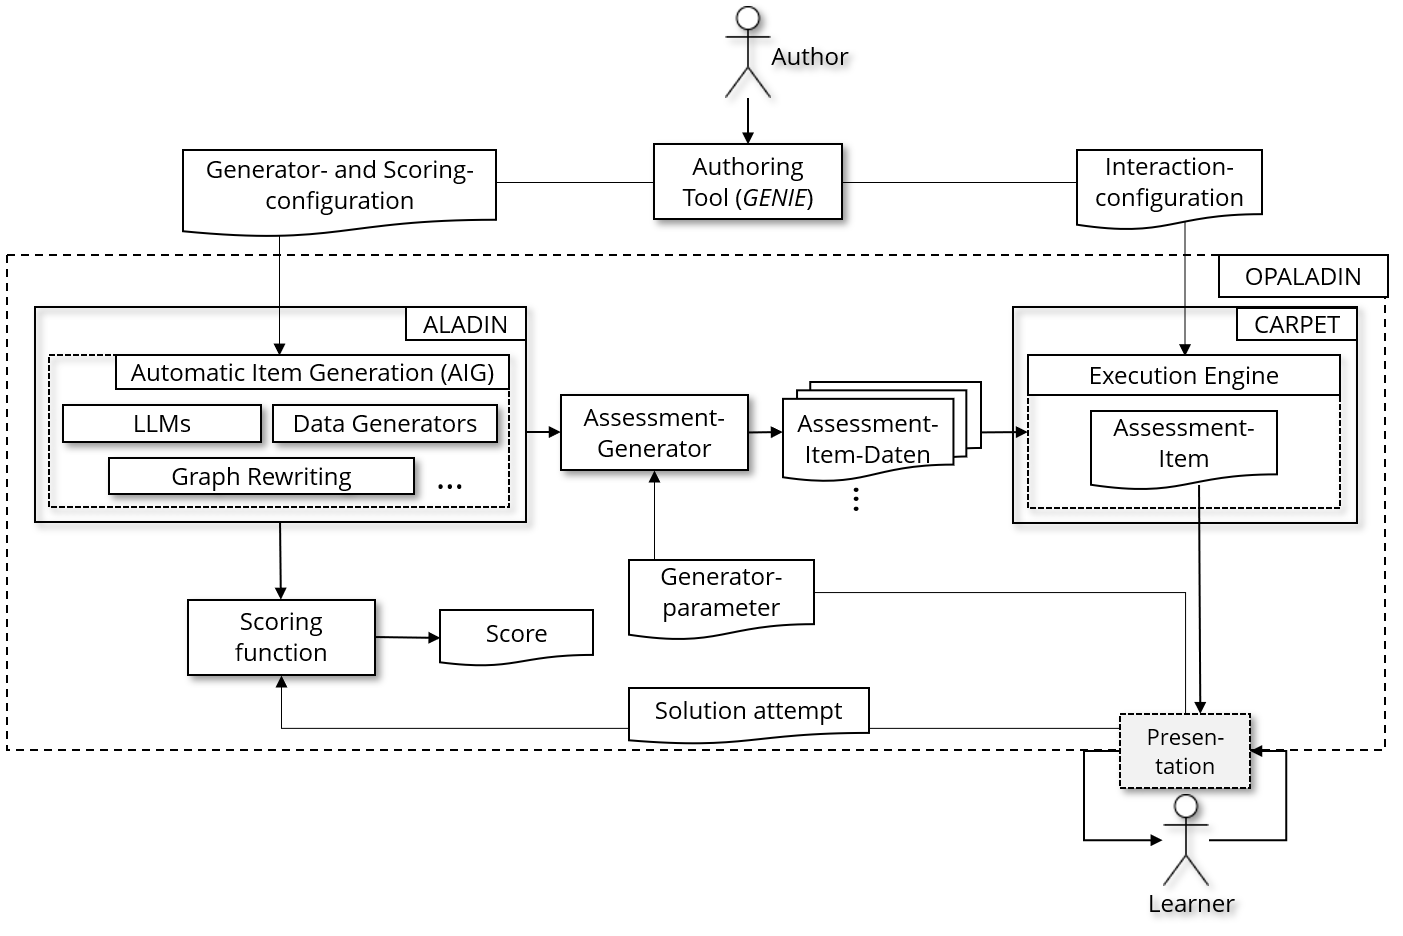 Author
Generator- and Scoring-
configuration
Authoring
Tool (GENIE)
Interaction-
configuration
OPALADIN
ALADIN
CARPET
Automatic Item Generation (AIG)
LLMs
Data Generators
Graph Rewriting
...
Assessment-
Generator
Assessment-
Item-Daten
⋮
Execution Engine
Assessment-
Item
Generator-
parameter
Scoring
function
Score
Solution attempt
Presen-
tation
Learner